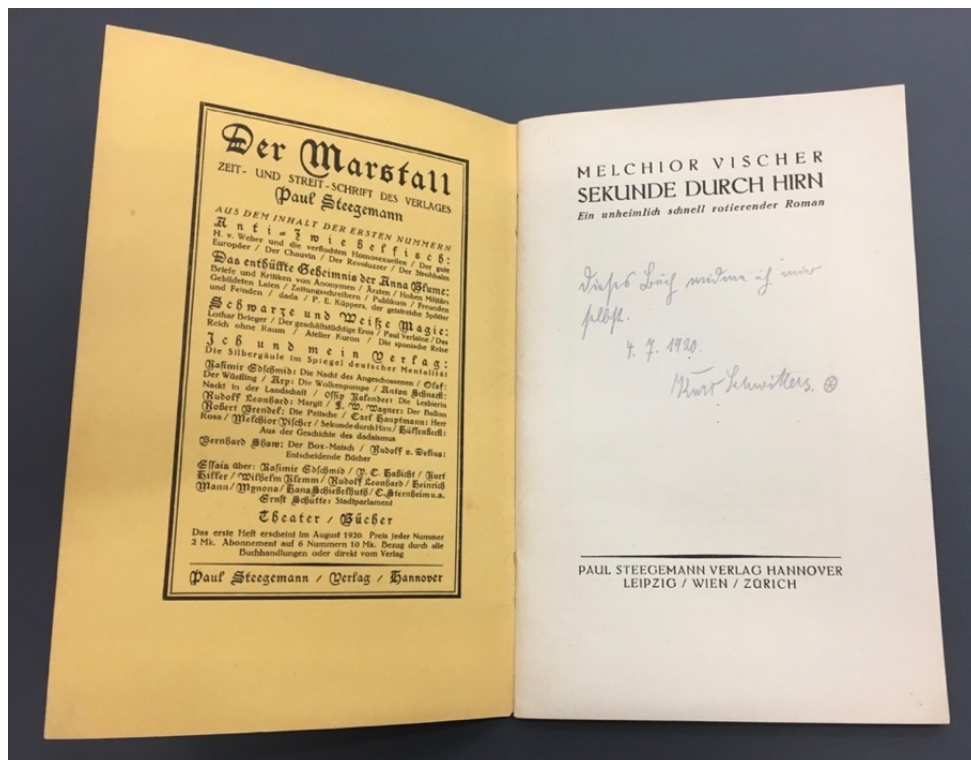 Der Marstall
ZEIT- UND STREIT-SCHRIFT DES VERLAGES
Paul Steegemann
AUS DEM INHALT DER ERSTEN NUMMERN
Anti-Zwiebelfisch:
H. v. Weber und die verfluchten Homosexuellen / Der gute
Europäer / Der Chauvin / Der Revoluzzer / Der Strohhalm
Das enthüllte Geheimnis der Anna Blume:
Briefe und Kritiken von Anonymen / Ärzten / Hohen Militärs
Gebildeten Laien / Zeitungsschreibern / Publikum / Freunden
und Feinden / dada / P. E. Küppers, der geistreiche Spötter
Schwarze und Weiße Magie:
Lothar Brieger / Der geschäftstüchtige Eros / Paul Verlaine / Das
Reich ohne Raum / Atelier Kuron / Die spanische Reise
Ich und mein Verlag:
Die Silbergäule im Spiegel deutscher Mentalität
Kasimir Edschmid: Die Nacht des Angeschossenen / Olaf:
Der Wüstling / Arp: Die Wolkenpumpe / Anton Schnack:
Nackt in der Landschaft / Ossip Kalenter: Die Lesbierin
Rudolf Leonhard: Margit / J. W. Wagner: Der Ballon
Robert Brendel: Die Peitsche / Carl Hauptmann: Herr
Rosa / Melchior Vischer / Sekunde durch Hirn / Hülsenbeck:
Aus der Geschichte des dadaismus
Bernhard Shaw: Der Box-Match / Rudolf v. Delius:
Entscheidende Bücher
Essais über: Kasimir Edschmid / V. C. Habicht / Kurt
Hiller / Wilhelm Klemm / Rudolf Leonhard / Heinrich
Mann / Mynona / Hans Schiebelhuth / C. Sternheim u. a.
Ernst Schütte: Stadtparlament
Theater / Bücher
Das erste Heft erscheint im August 1920. Preis jeder Nummer
2 Mk. Abonnement auf 6 Nummern 10 Mk. Bezug durch alle
Buchhandlungen oder direkt vom Verlag
Paul Steegemann / Verlag / Hannover
MELCHIOR VISCHER
SEKUNDE DURCH HIRN
Ein unheimlich schnell rotierender Roman
Dieses Buch widme ich mir
selbst.
4. 7. 1920.
Kurt Schwitters.
PAUL STEEGEMANN VERLAG HANNOVER
LEIPZIG / WIEN / ZÜRICH